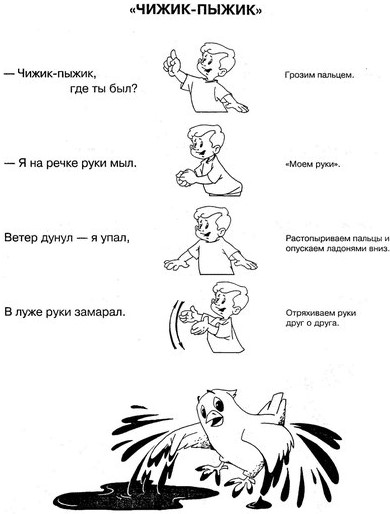 «ЧИЖИК-ПЫЖИК»
— Чижик-пыжик,
где ты был?
Грозим пальцем.
— Я на речке руки мыл.
«Моем руки».
Ветер дунул — я упал,
Растопыриваем пальцы и
опускаем ладонями вниз.
В луже руки замарал.
Отряхиваем руки
друг о друга.